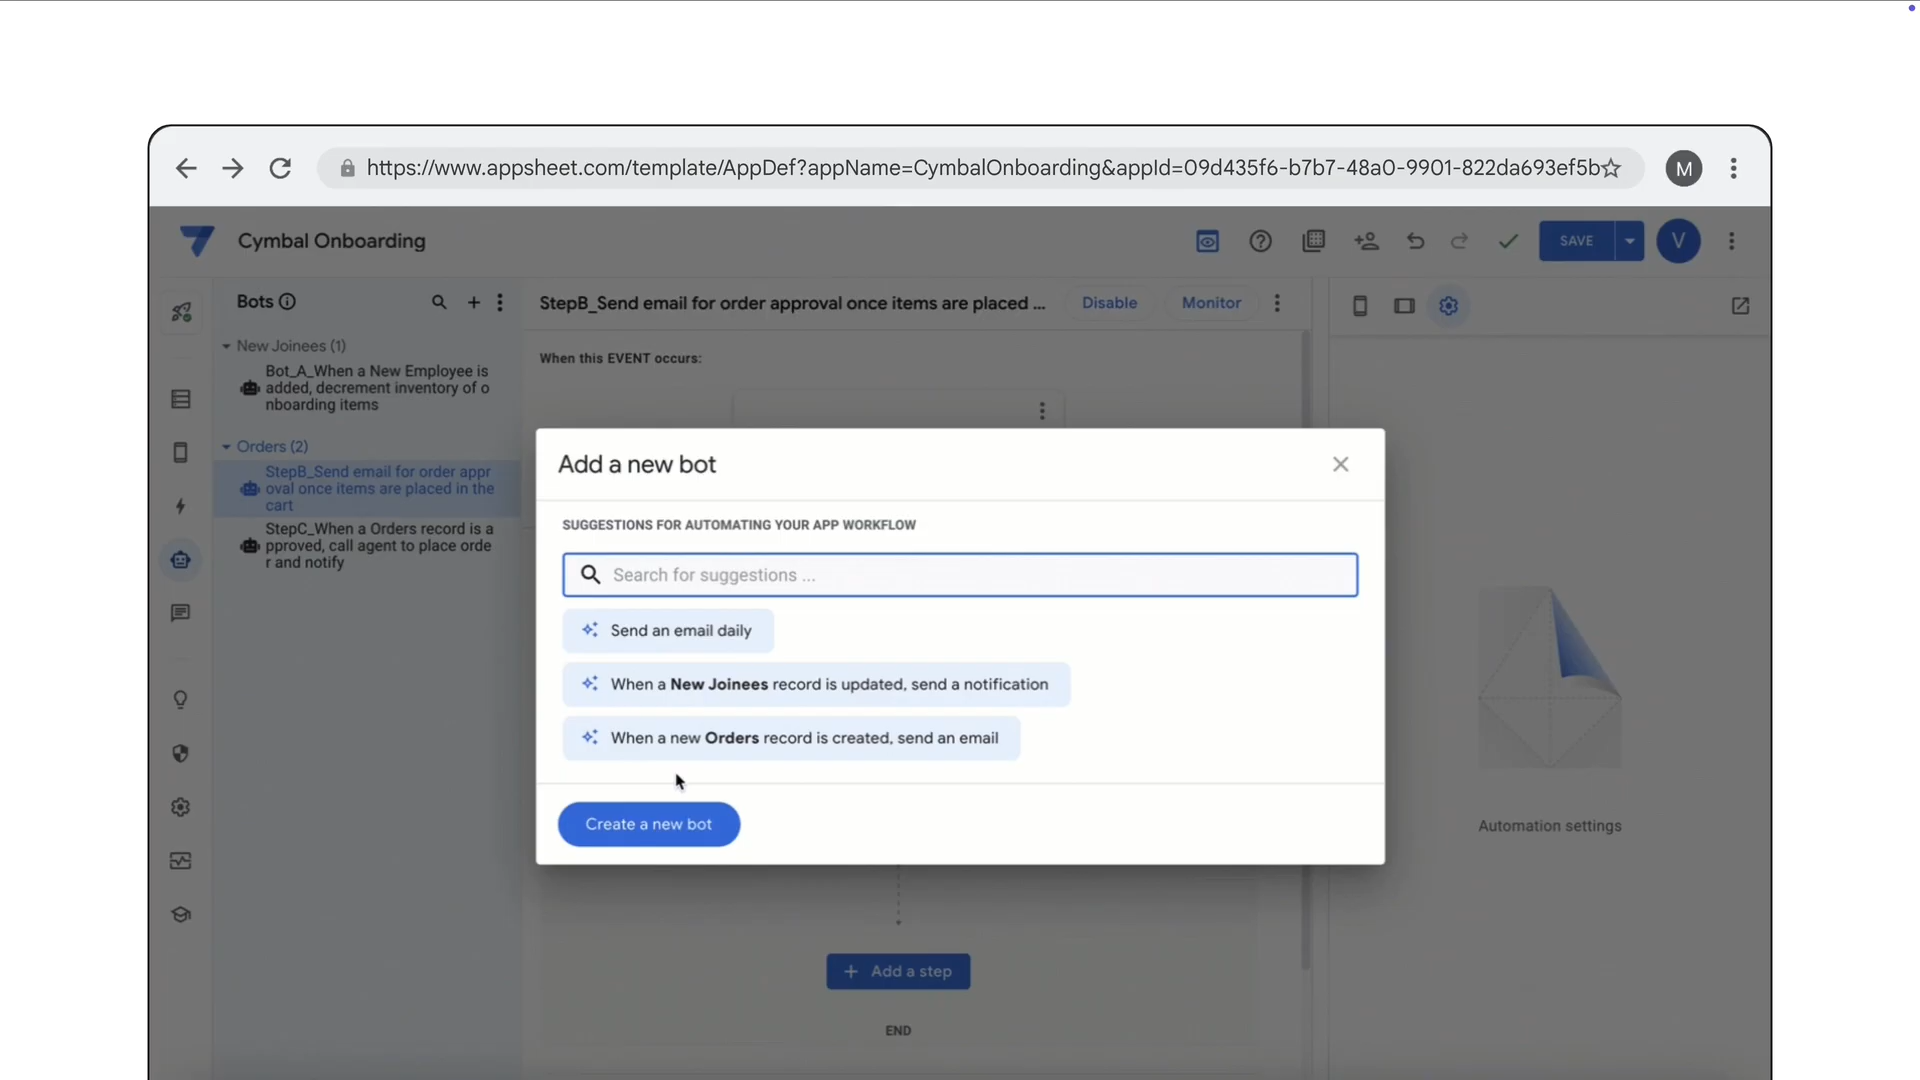 https://www.appsheet.com/template/AppDef?appName=CymbalOnboarding&appId=09d435f6-b7b7-48a0-9901-822da693ef5b
M
Cymbal Onboarding
SAVE
V
Bots
StepB_Send email for order approval once items are placed ...
Disable
Monitor
New Joinees (1)
Bot_A_When a New Employee is
added, decrement inventory of o
nboarding items
Orders (2)
StepB_Send email for order appr
oval once items are placed in the
cart
StepC_When a Orders record is a
pproved, call agent to place orde
r and notify
When this EVENT occurs:
Add a new bot
SUGGESTIONS FOR AUTOMATING YOUR APP WORKFLOW
Search for suggestions ...
Send an email daily
When a New Joinees record is updated, send a notification
When a new Orders record is created, send an email
Create a new bot
Add a step
END
Automation settings